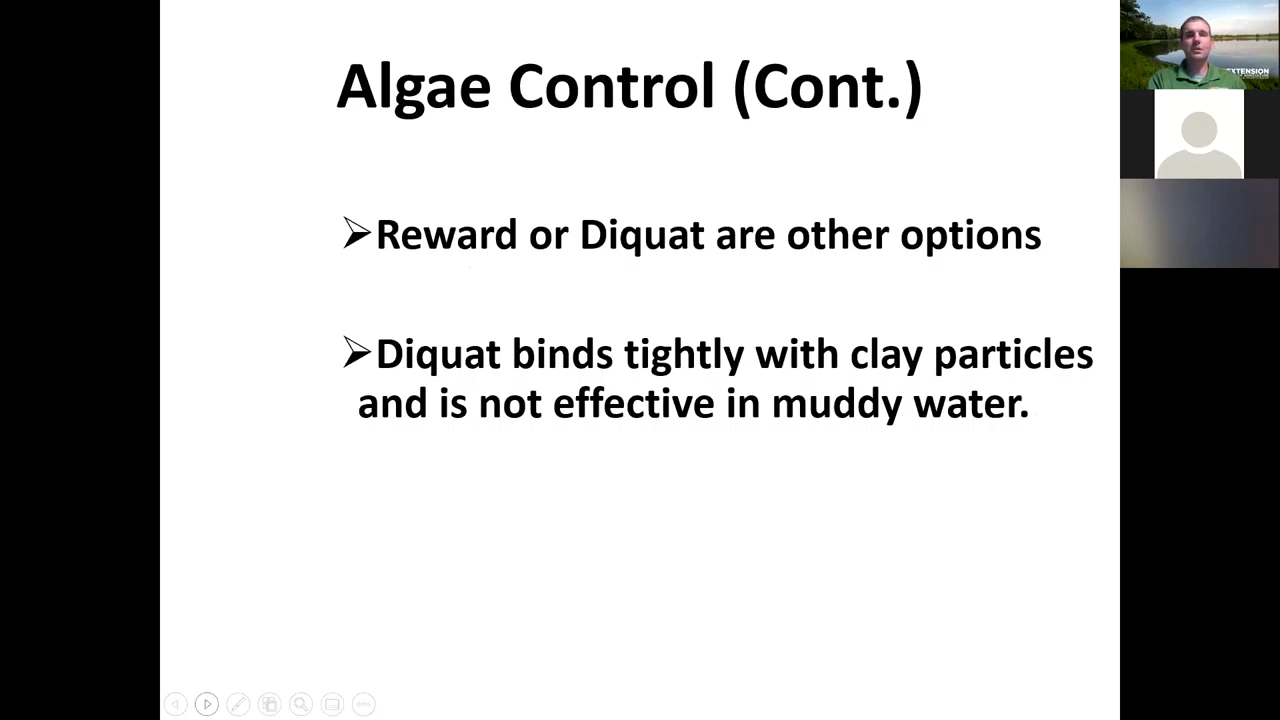 Algae Control (Cont.)
➢Reward or Diquat are other options
➢Diquat binds tightly with clay particles
and is not effective in muddy water.
EXTENSION